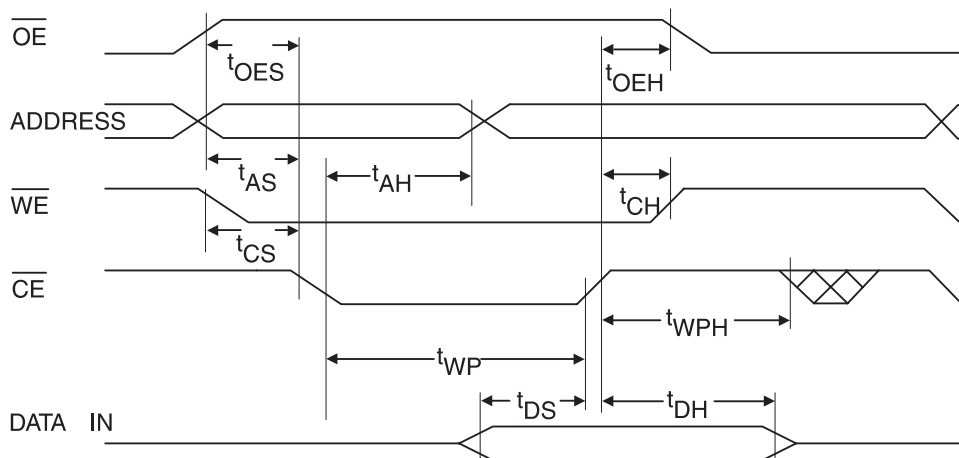 OE
tOES
tOEH
ADDRESS
tAS
tAH
WE
tCH
tCS
CE
tWPH
tWP
tDS
tDH
DATA IN